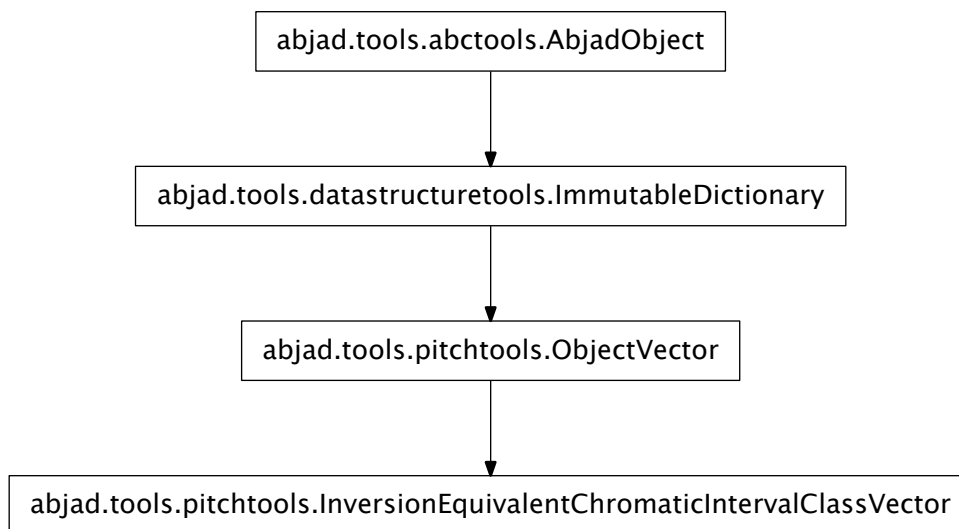 abjad.tools.abctools.AbjadObject
abjad.tools.datastructuretools.ImmutableDictionary
abjad.tools.pitchtools.ObjectVector
abjad.tools.pitchtools.InversionEquivalentChromaticIntervalClassVector